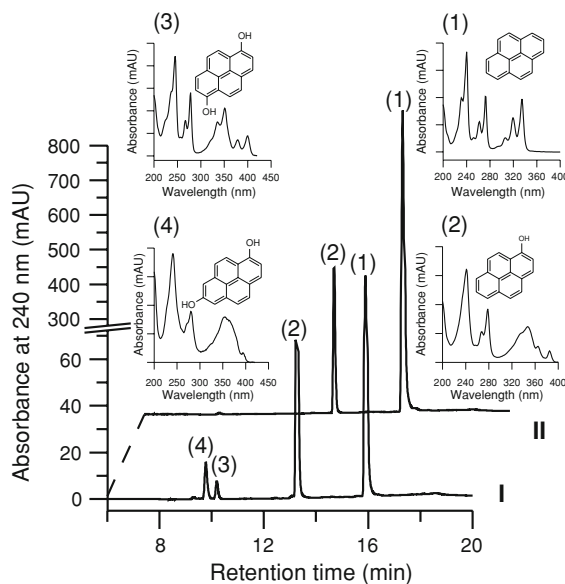 (3)
OH
OH
Absorbance (mAU)
200 250 300 350 400 450
Wavelength (nm)
(1)
Absorbance (mAU)
200 240 280 320 360 400
Wavelength (nm)
(4)
OH
HO
Absorbance (mAU)
200 250 300 350 400 450
Wavelength (nm)
(2)
OH
Absorbance (mAU)
200 240 280 320 360 400
Wavelength (nm)
Absorbance at 240 nm (mAU)
800
700
600
500
400
300
60
40
20
0
(1)
(2) (1)
(2)
(4) (3)
II
I
8 12 16 20
Retention time (min)